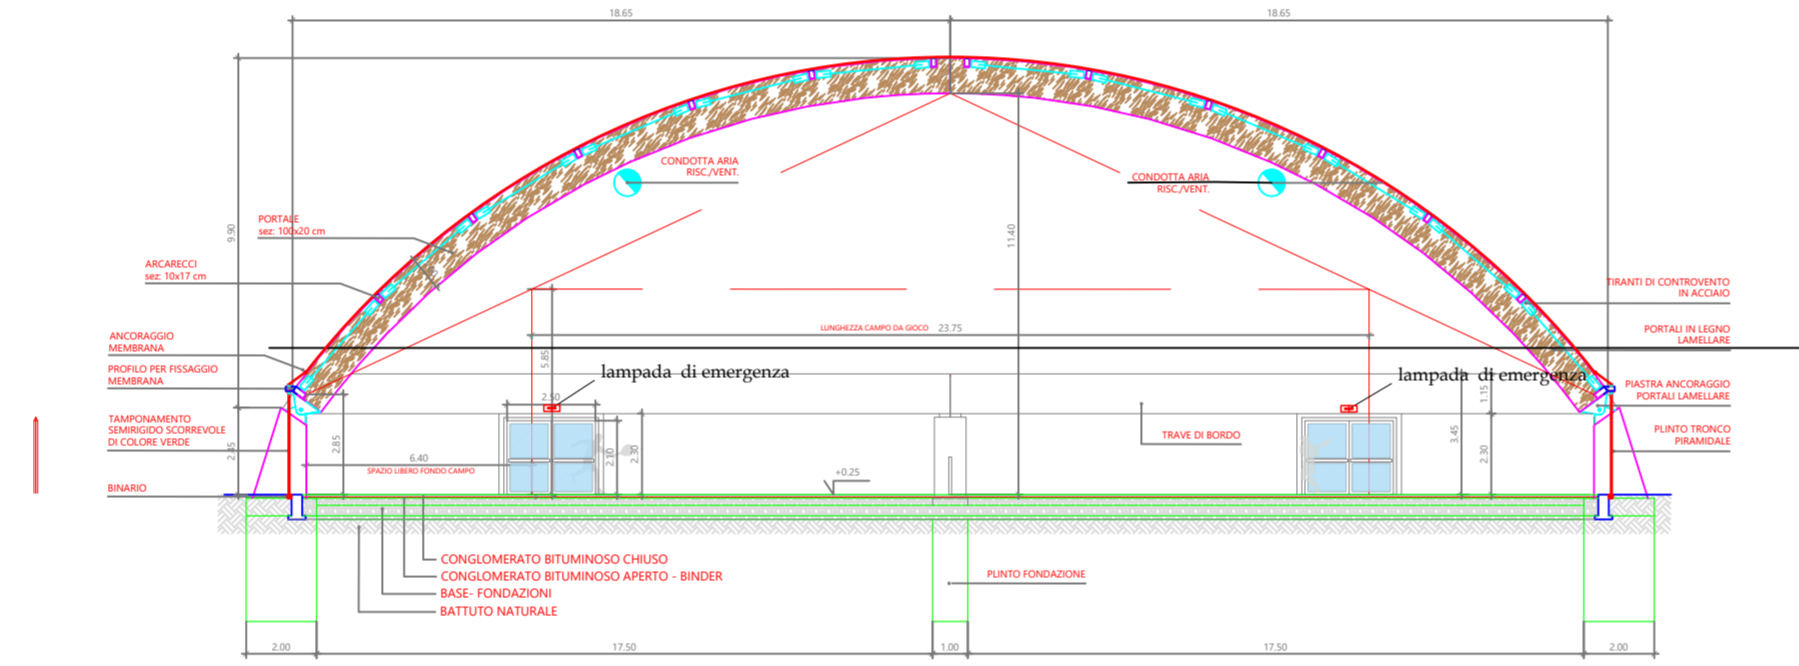 18.65
18.65
CONDOTTA ARIA
RISC./VENT.
CONDOTTA ARIA
RISC./VENT.
PORTALE
sez: 100x20 cm
9.90
11.40
ARCARECCI
sez: 10x17 cm
TIRANTI DI CONTROVENTO
IN ACCIAIO
LUNGHEZZA CAMPO DA GIOCO 23.75
PORTALI IN LEGNO
LAMELLARE
ANCORAGGIO
MEMBRANA
5.85
PROFILO PER FISSAGGIO
MEMBRANA
lampada di emergenza
lampada di emergenza
PIASTRA ANCORAGGIO
PORTALI LAMELLARE
2.50
1.15
TAMPONAMENTO
SEMIRIGIDO SCORREVOLE
DI COLORE VERDE
2.85
2.10
2.30
TRAVE DI BORDO
3.45
2.30
PLINTO TRONCO
PIRAMIDALE
6.40
SPAZIO LIBERO FONDO CAMPO
+0.25
BINARIO
CONGLOMERATO BITUMINOSO CHIUSO
CONGLOMERATO BITUMINOSO APERTO - BINDER
BASE- FONDAZIONI
BATTUTO NATURALE
PLINTO FONDAZIONE
2.00
17.50
1.00
17.50
2.00